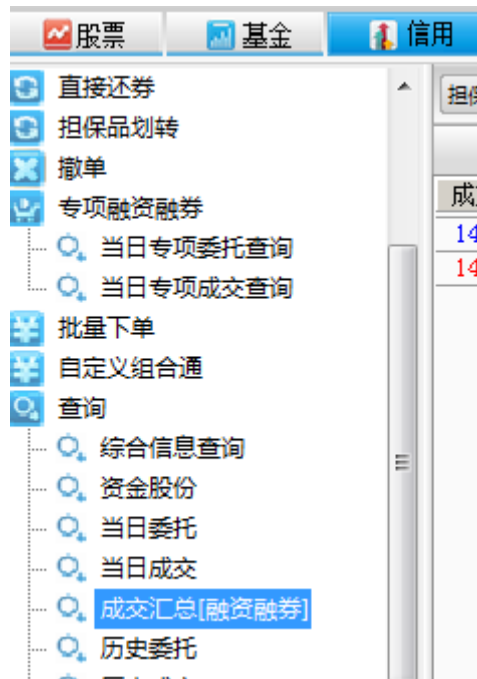 股票 基金 信用
直接还券
担保品划转
撤单
专项融资融券
当日专项委托查询
当日专项成交查询
批量下单
自定义组合通
查询
综合信息查询
资金股份
当日委托
当日成交
成交汇总[融资融券]
历史委托
担
成
14
14